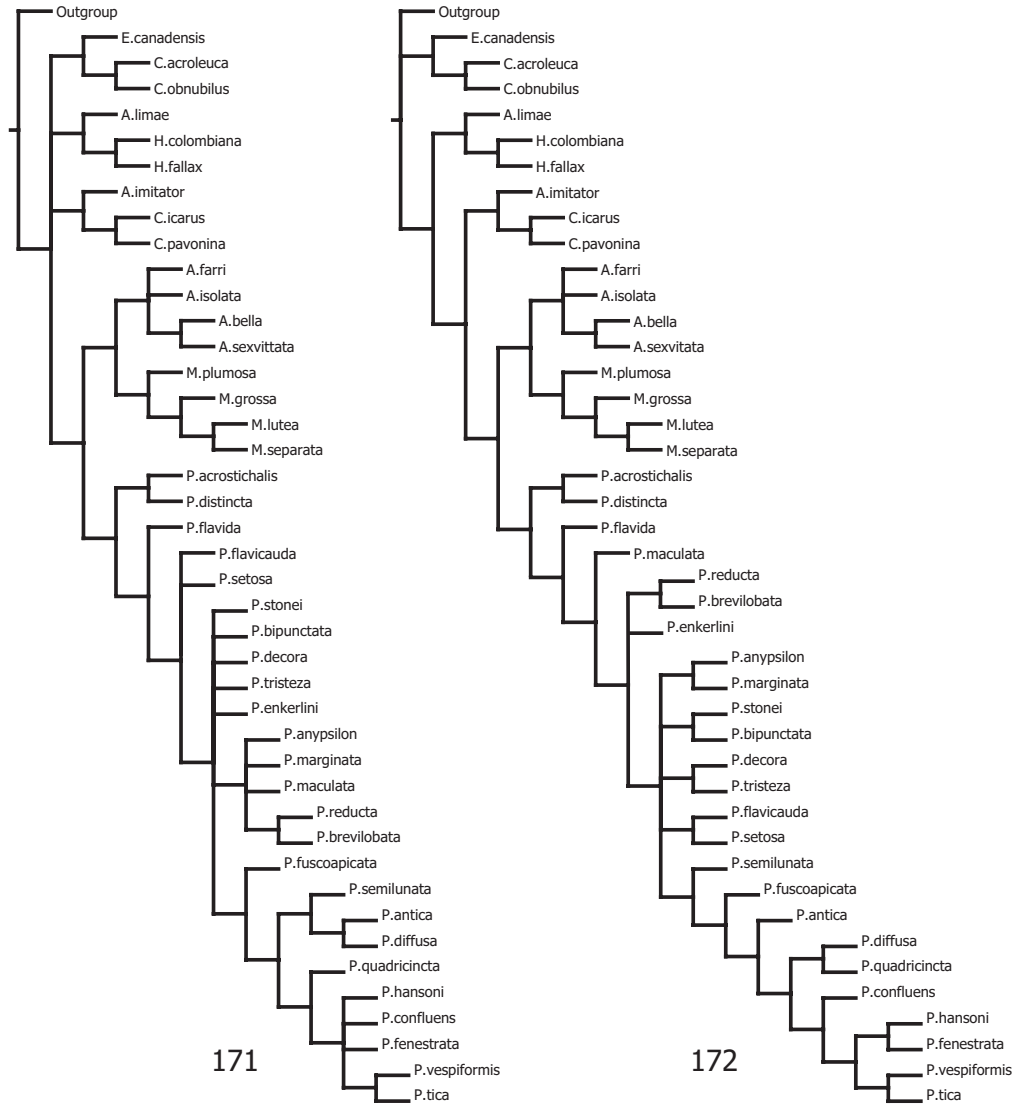 Outgroup
E.canadensis
C.acroleuca
C.obnubilus
A.limae
H.colombiana
H.fallax
A.imitator
C.icarus
C.pavonina
A.farri
A.isolata
A.bella
A.sexvittata
M.plumosa
M.grossa
M.lutea
M.separata
P.acrostichalis
P.distincta
P.flavida
P.flavicauda
P.setosa
P.stonei
P.bipunctata
P.decora
P.tristeza
P.enkerlini
P.anypsilon
P.marginata
P.maculata
P.reducta
P.brevilobata
P.fuscoapicata
P.semilunata
P.antica
P.diffusa
P.quadricincta
P.hansoni
P.confluens
P.fenestrata
P.vespiformis
P.tica
171
Outgroup
E.canadensis
C.acroleuca
C.obnubilus
A.limae
H.colombiana
H.fallax
A.imitator
C.icarus
C.pavonina
A.farri
A.isolata
A.bella
A.sexvitata
M.plumosa
M.grossa
M.lutea
M.separata
P.acrostichalis
P.distincta
P.flavida
P.maculata
P.reducta
P.brevilobata
P.enkerlini
P.anypsilon
P.marginata
P.stonei
P.bipunctata
P.decora
P.tristeza
P.flavicauda
P.setosa
P.semilunata
P.fuscoapicata
P.antica
P.diffusa
P.quadricincta
P.confluens
P.hansoni
P.fenestrata
P.vespiformis
P.tica
172